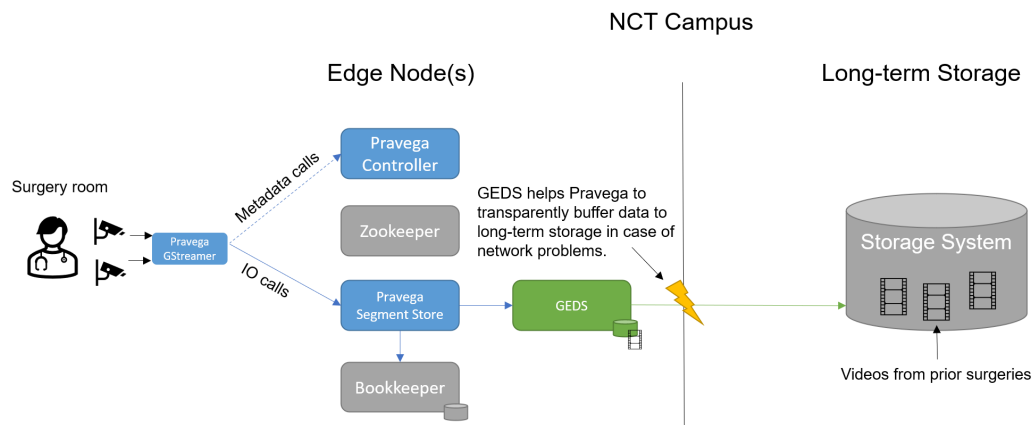 NCT Campus
Edge Node(s)
Long-term Storage
Surgery room
Pravega
GStreamer
Metadata calls
IO calls
Pravega
Controller
Zookeeper
Pravega
Segment Store
Bookkeeper
GEDS helps Pravega to
transparently buffer data to
long-term storage in case of
network problems.
GEDS
Storage System
Videos from prior surgeries